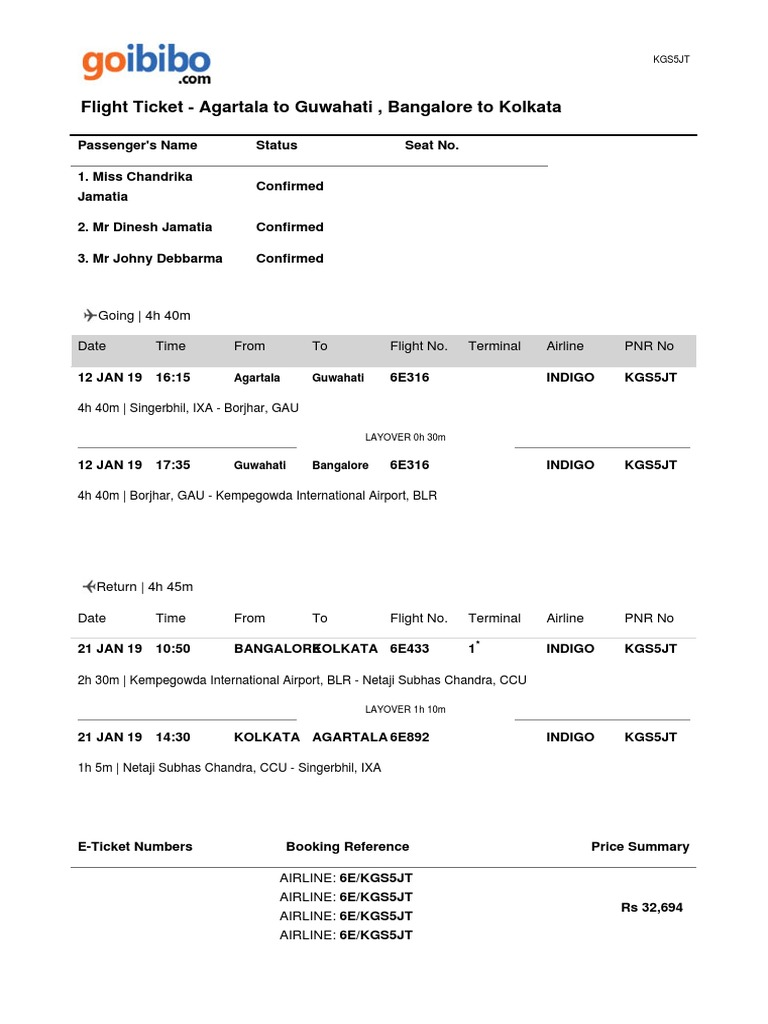 goibibo
.com
KGS5JT
Flight Ticket - Agartala to Guwahati , Bangalore to Kolkata
Passenger's Name Status Seat No.
1. Miss Chandrika
Jamatia
Confirmed
2. Mr Dinesh Jamatia Confirmed
3. Mr Johny Debbarma Confirmed
Going | 4h 40m
Date Time From To Flight No. Terminal Airline PNR No
12 JAN 19 16:15 Agartala Guwahati 6E316 INDIGO KGS5JT
4h 40m | Singerbhil, IXA - Borjhar, GAU
LAYOVER 0h 30m
12 JAN 19 17:35 Guwahati Bangalore 6E316 INDIGO KGS5JT
4h 40m | Borjhar, GAU - Kempegowda International Airport, BLR
Return | 4h 45m
Date Time From To Flight No. Terminal Airline PNR No
21 JAN 19 10:50 BANGALORE KOLKATA 6E433 1* INDIGO KGS5JT
2h 30m | Kempegowda International Airport, BLR - Netaji Subhas Chandra, CCU
LAYOVER 1h 10m
21 JAN 19 14:30 KOLKATA AGARTALA 6E892 INDIGO KGS5JT
1h 5m | Netaji Subhas Chandra, CCU - Singerbhil, IXA
E-Ticket Numbers Booking Reference Price Summary
AIRLINE: 6E/KGS5JT
AIRLINE: 6E/KGS5JT
Rs 32,694
AIRLINE: 6E/KGS5JT
AIRLINE: 6E/KGS5JT